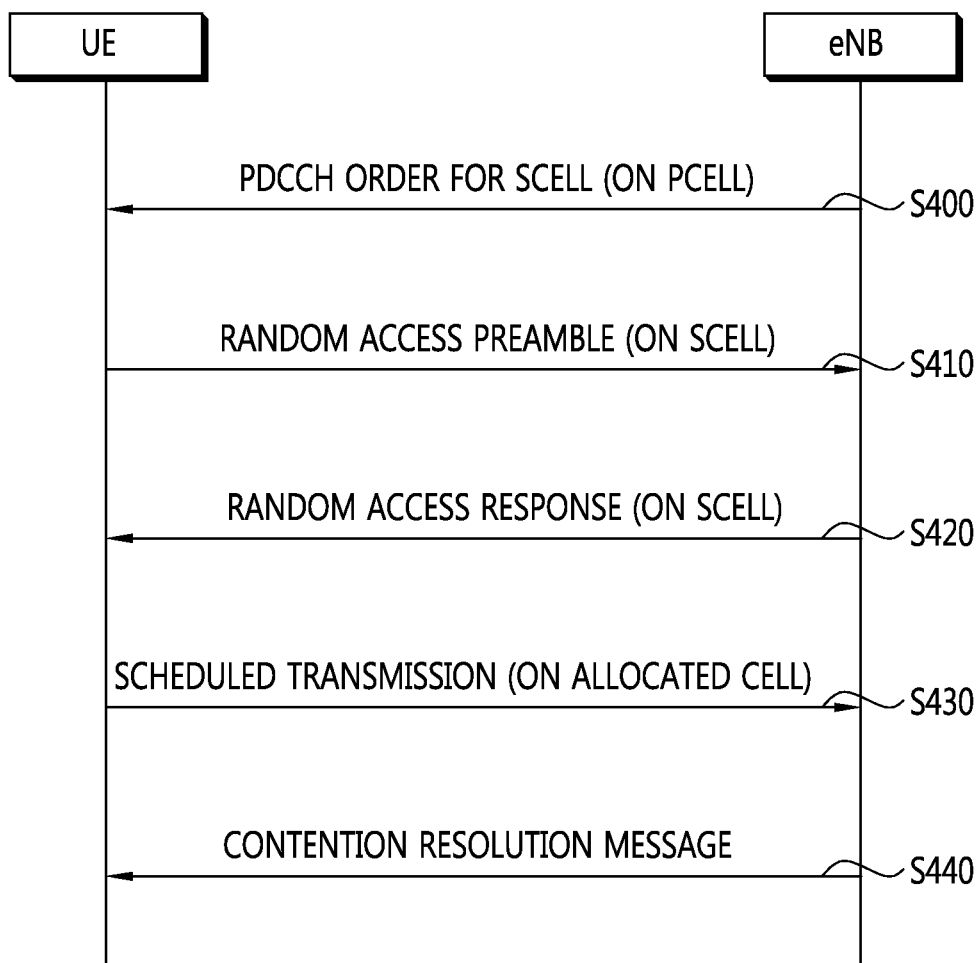 UE
eNB
PDCCH ORDER FOR SCELL (ON PCELL)
S400
RANDOM ACCESS PREAMBLE (ON SCELL)
S410
RANDOM ACCESS RESPONSE (ON SCELL)
S420
SCHEDULED TRANSMISSION (ON ALLOCATED CELL)
S430
CONTENTION RESOLUTION MESSAGE
S440